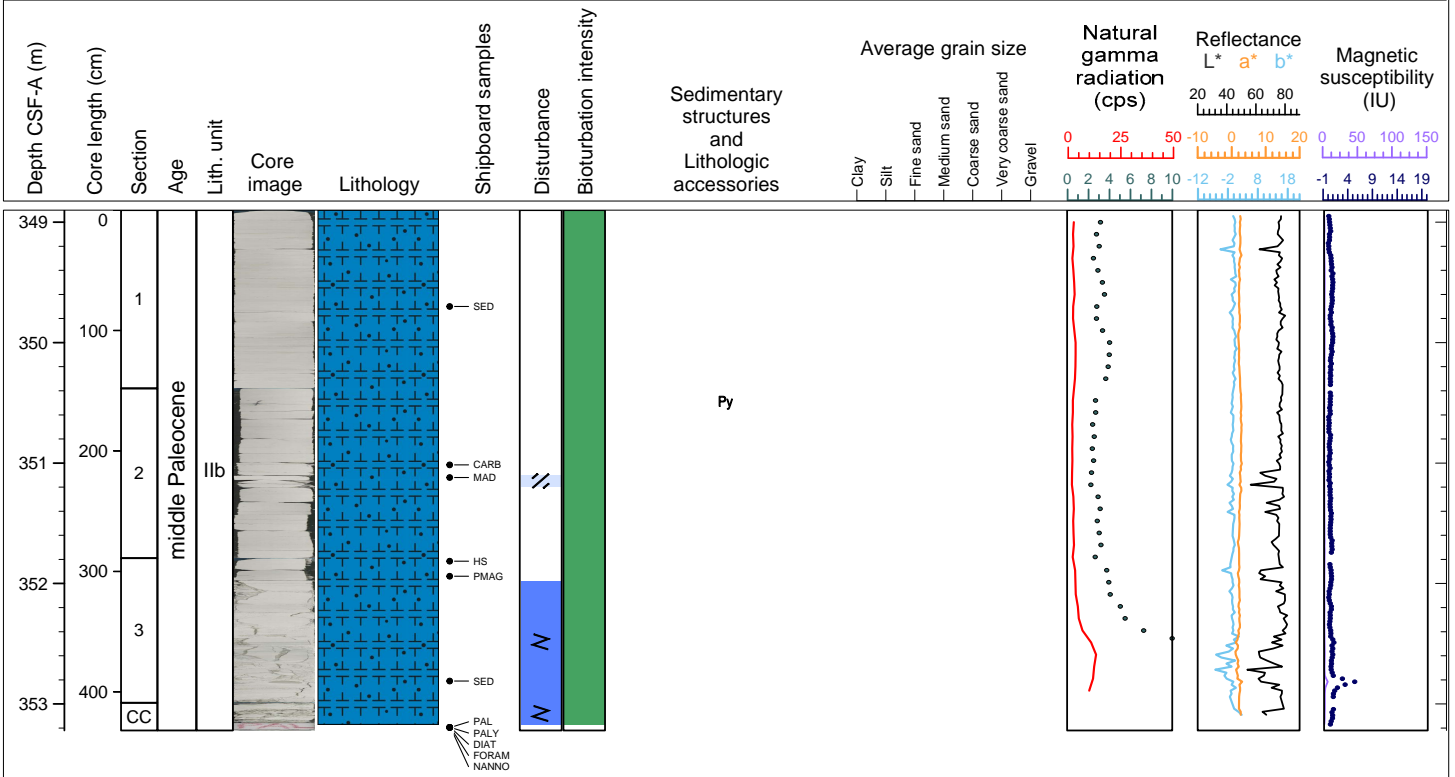 Depth CSF-A (m)
Core length (cm)
Section
Age
Lith. unit
Core
image
Lithology
Shipboard samples
Disturbance
Bioturbation intensity
Sedimentary
structures
and
Lithologic
accessories
Average grain size
Clay
Silt
Fine sand
Medium sand
Coarse sand
Very coarse sand
Gravel
Natural
gamma
radiation
(cps)
0 25 50
0 2 4 6 8 10
Reflectance
L* a* b*
20 40 60 80
-10 0 10 20
-12 -2 8 18
Magnetic
susceptibility
(IU)
0 50 100 150
-1 4 9 14 19
349
350
351
352
353
0
100
200
300
400
1
2
3
CC
middle Paleocene
IIb
SED
CARB
MAD
HS
PMAG
SED
PAL
PALY
DIAT
FORAM
NANNO
Py